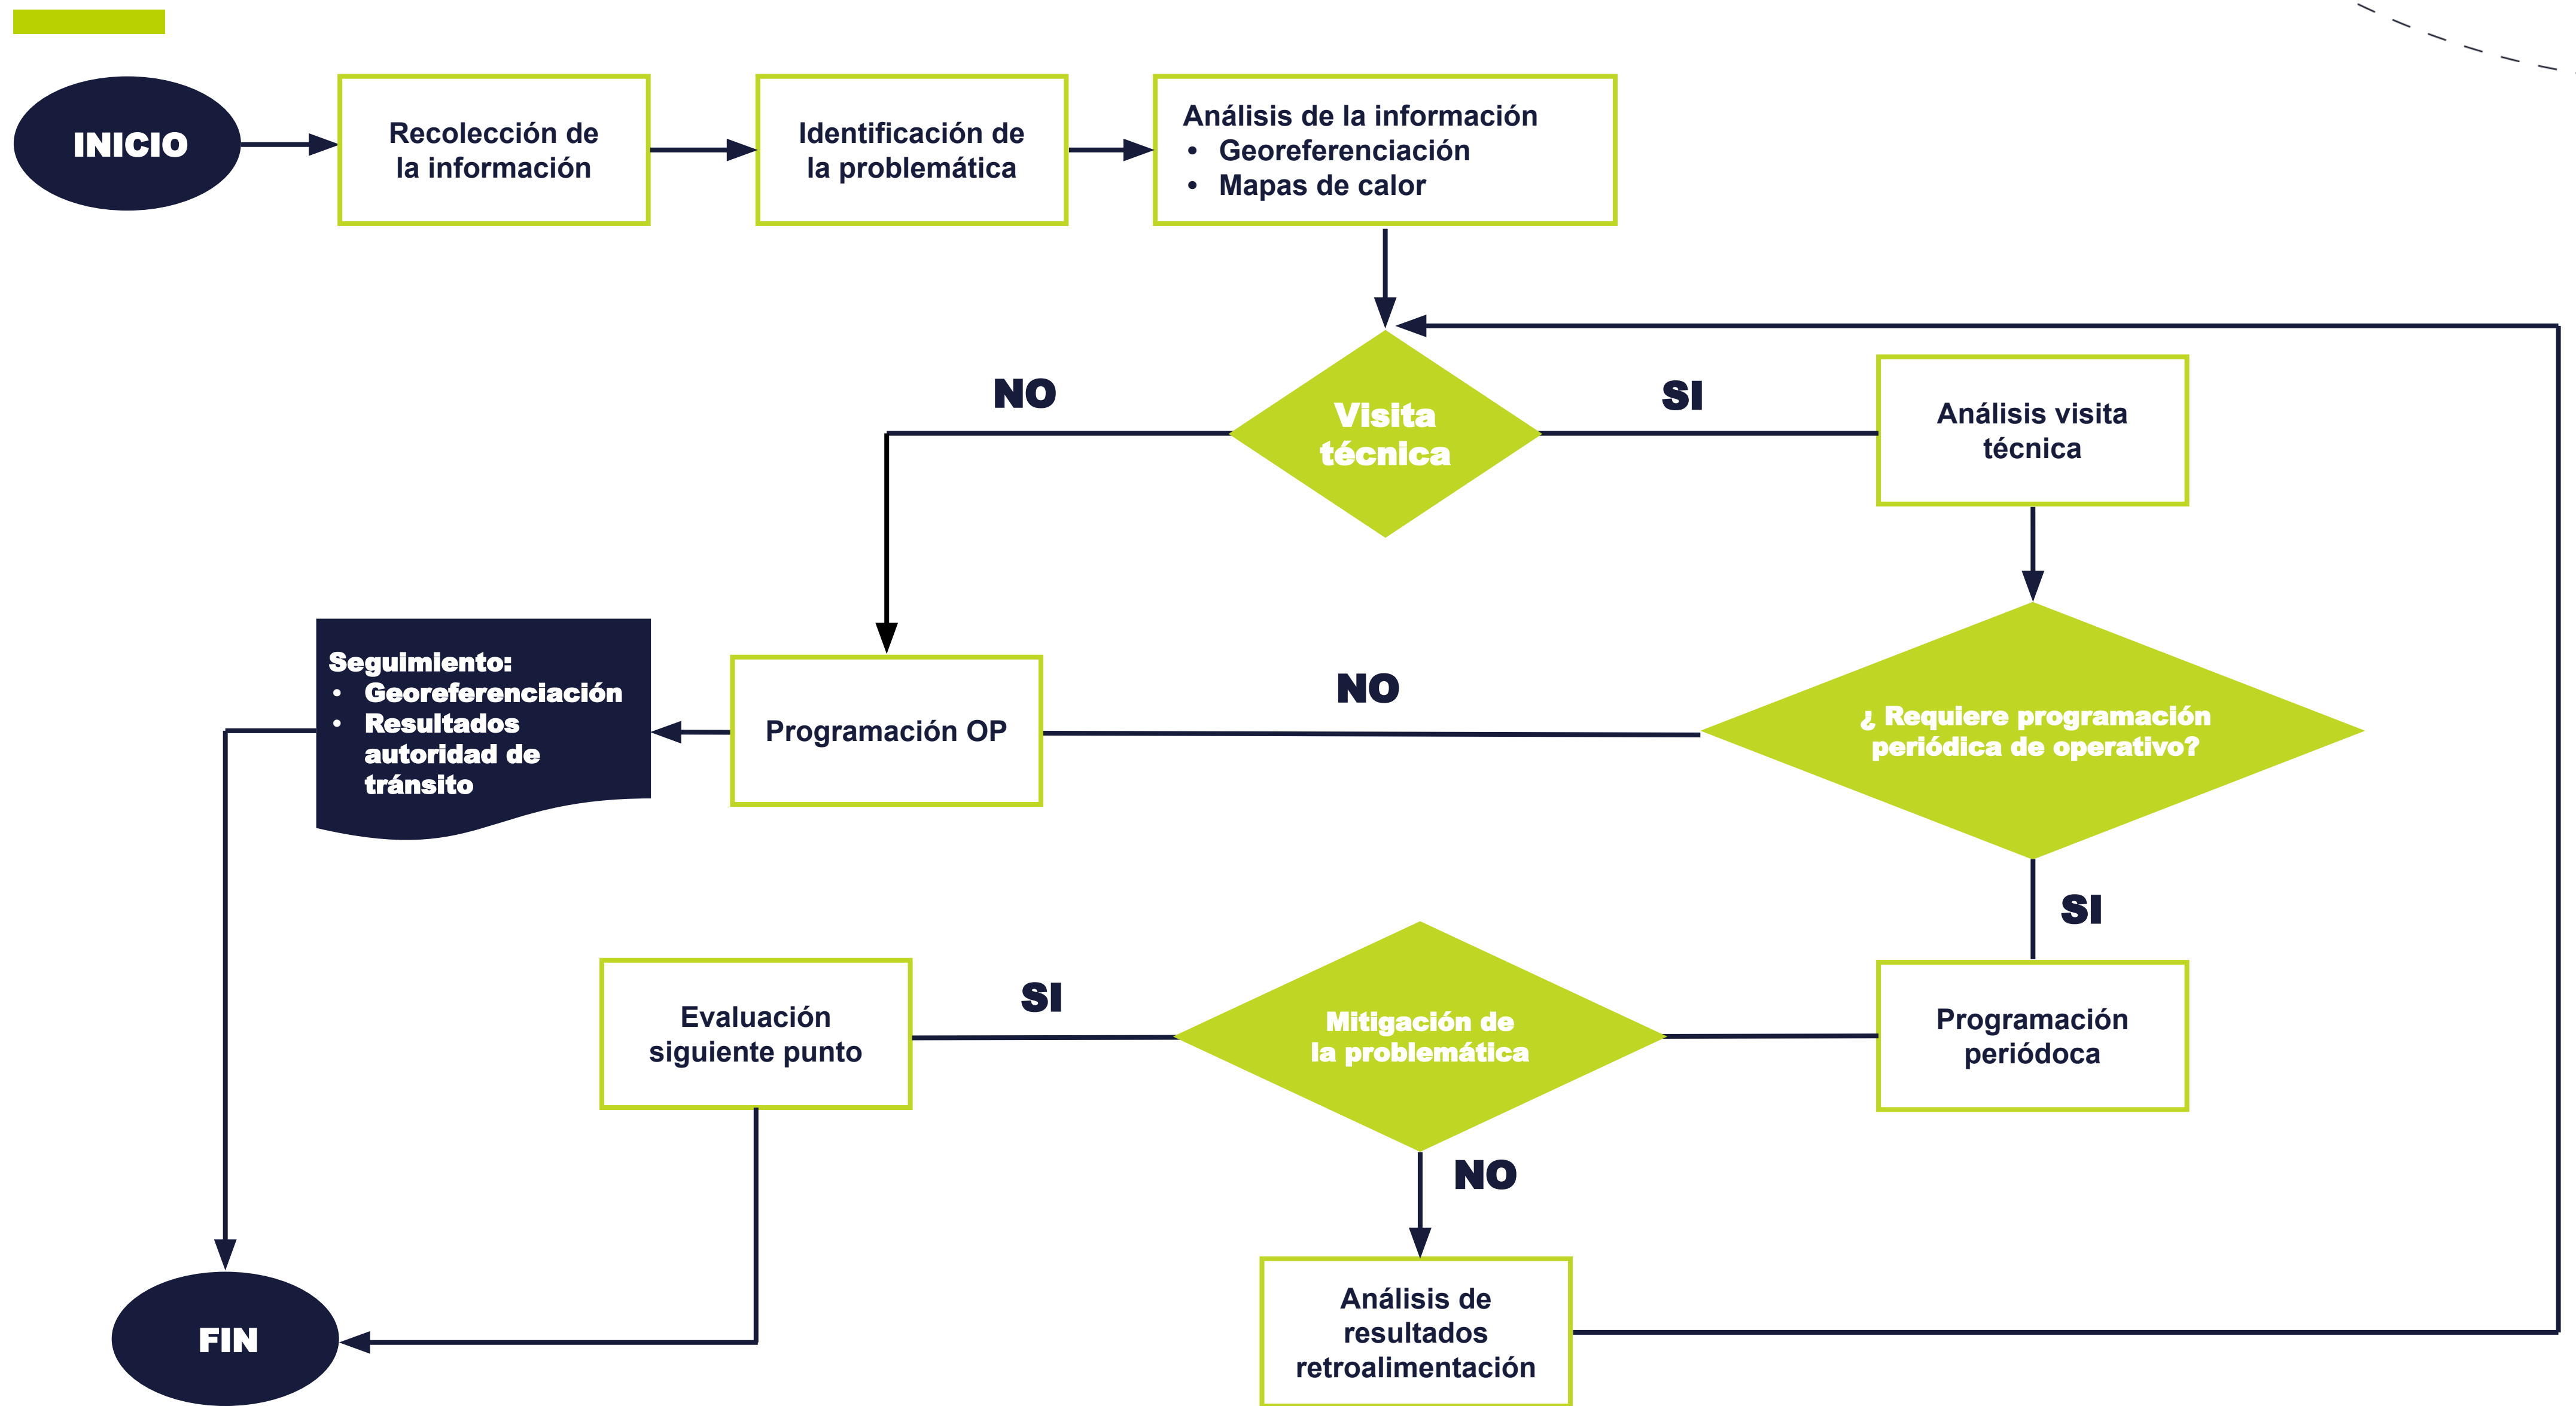 INICIO
Recolección de
la información
Identificación de
la problemática
Análisis de la información
• Georeferenciación
• Mapas de calor
NO
Visita
técnica
SI
Análisis visita
técnica
Seguimiento:
• Georeferenciación
• Resultados
autoridad de
tránsito
Programación OP
NO
¿ Requiere programación
periódica de operativo?
SI
Evaluación
siguiente punto
SI
Mitigación de
la problemática
Programación
periódoca
NO
FIN
Análisis de
resultados
retroalimentación